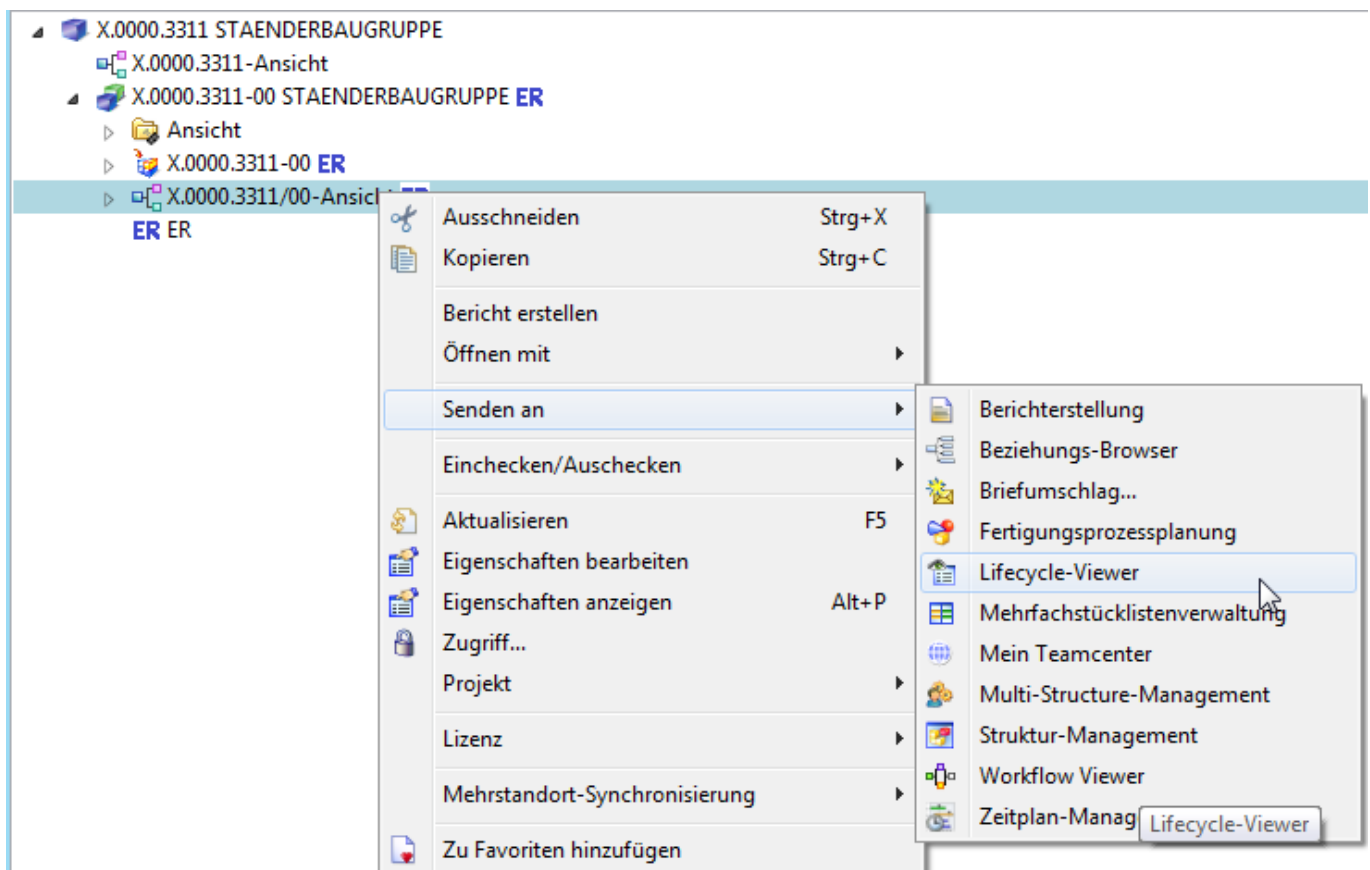 X.0000.3311 STAENDERBAUGRUPPE
X.0000.3311-Ansicht
X.0000.3311-00 STAENDERBAUGRUPPE ER
Ansicht
X.0000.3311-00 ER
X.0000.3311/00-Ansicht
ER ER
Ausschneiden Strg+X
Kopieren Strg+C
Bericht erstellen
Öffnen mit
Senden an
Einchecken/Auschecken
Aktualisieren F5
Eigenschaften bearbeiten
Eigenschaften anzeigen Alt+P
Zugriff...
Projekt
Lizenz
Mehrstandort-Synchronisierung
Zu Favoriten hinzufügen
Berichterstellung
Beziehungs-Browser
Briefumschlag...
Fertigungsprozessplanung
Lifecycle-Viewer
Mehrfachstücklistenverwaltung
Mein Teamcenter
Multi-Structure-Management
Struktur-Management
Workflow Viewer
Zeitplan-Manag
Lifecycle-Viewer